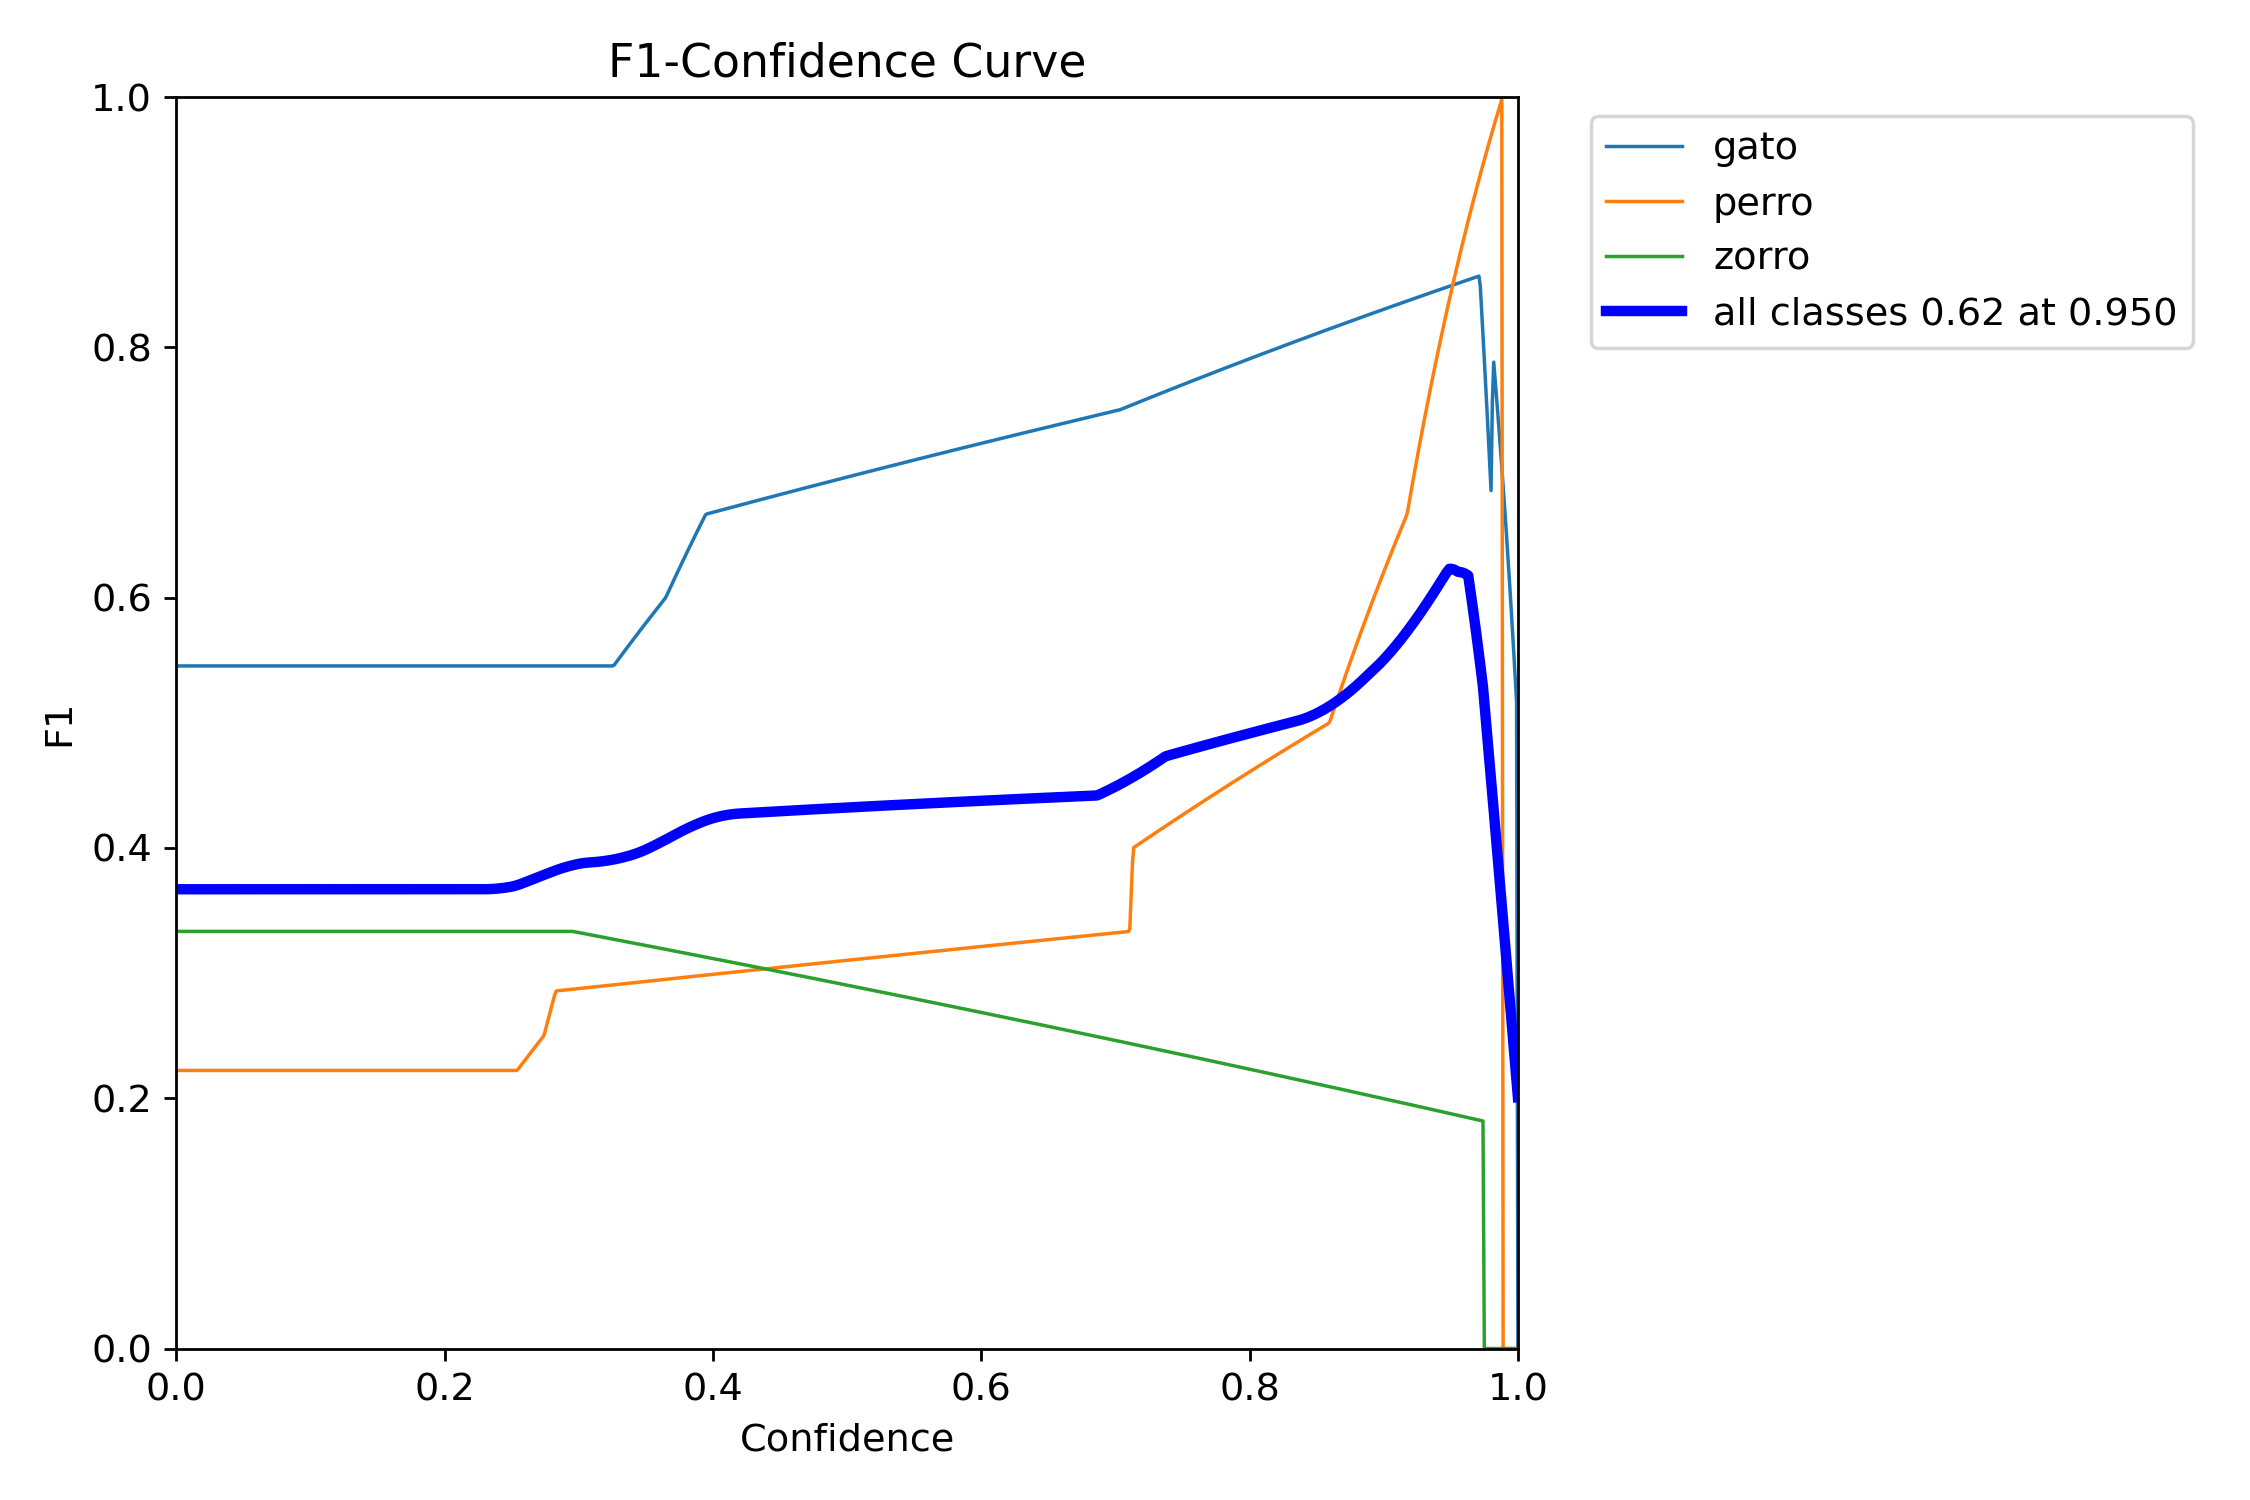 F1-Confidence Curve
gato
perro
zorro
all classes 0.62 at 0.950
F1
1.0
0.8
0.6
0.4
0.2
0.0
0.0 0.2 0.4 0.6 0.8 1.0
Confidence